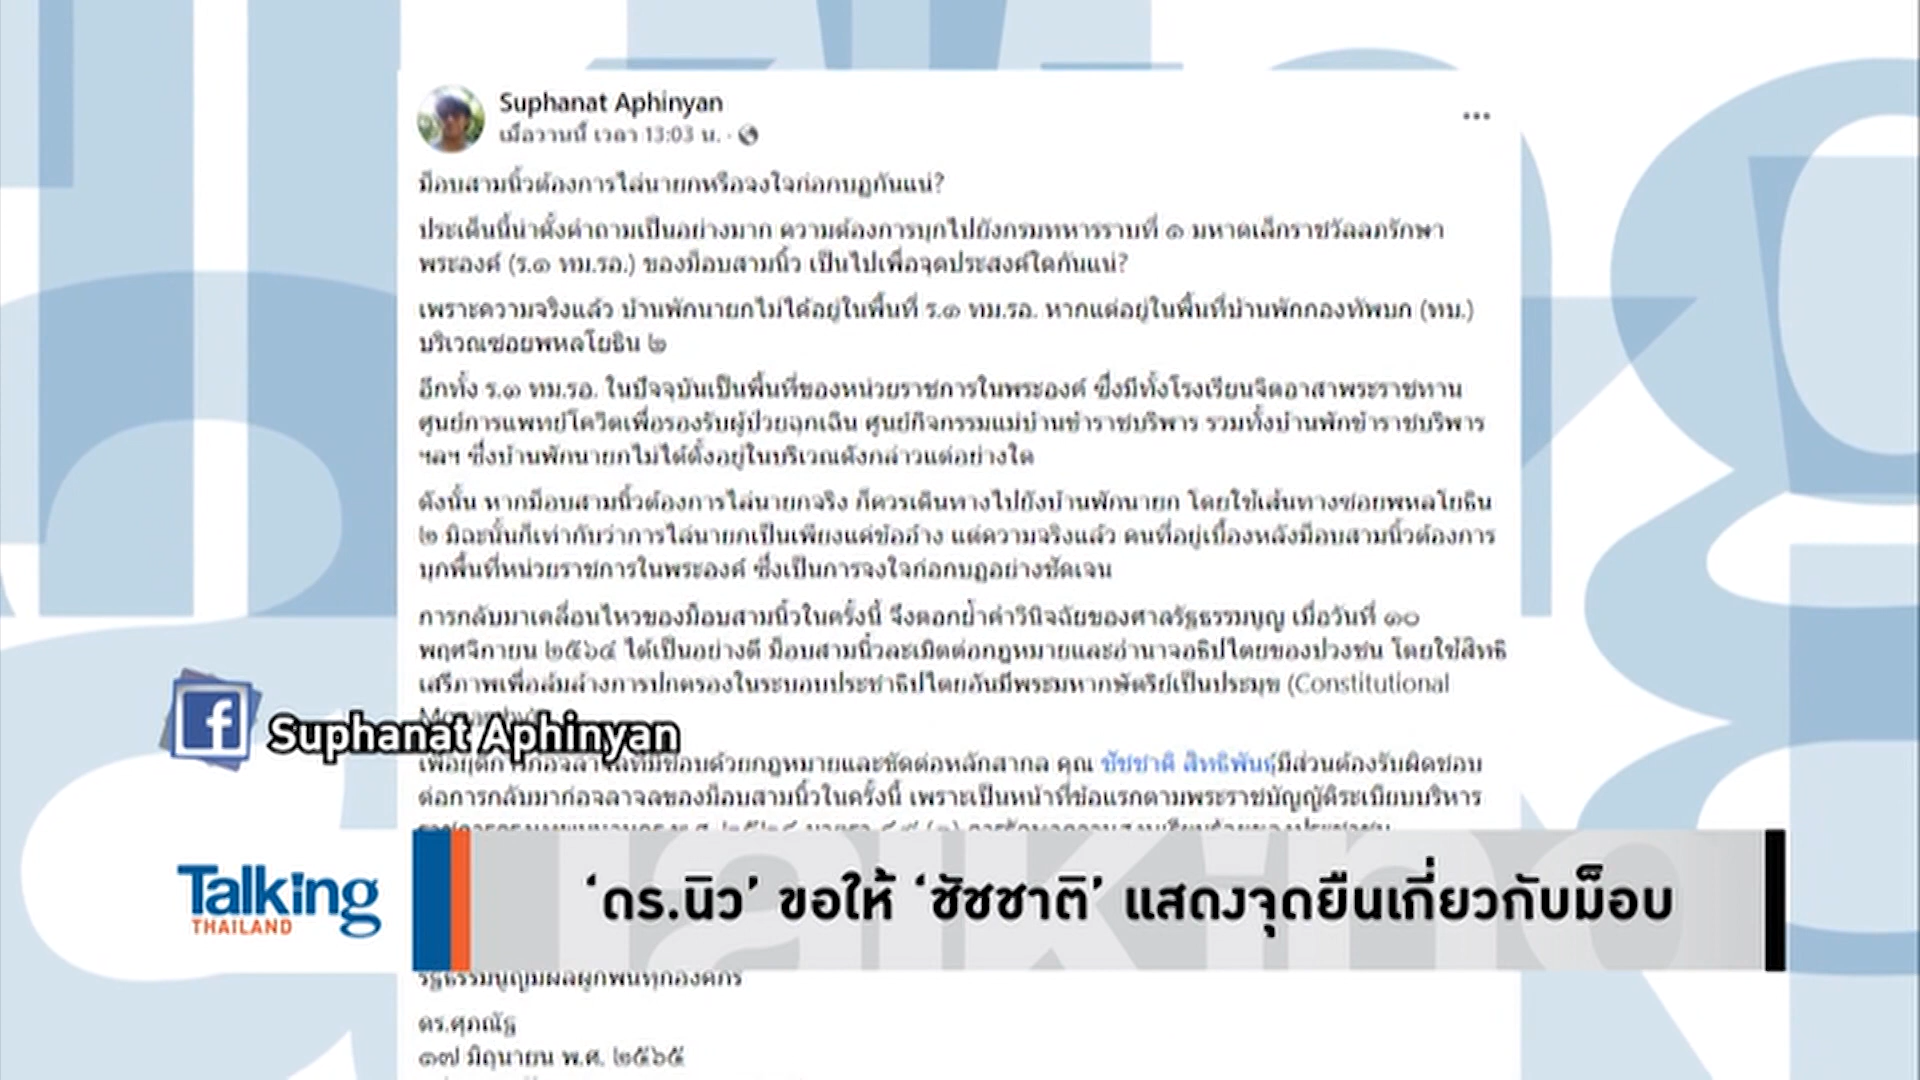 Suphanat Aphinyan
เมื่อวานนี้ เวลา 13:03 น. ·
ม็อบสามนิ้วต้องการไล่นายกหรือจงใจก่อกบฏกันแน่?
ประเด็นนี้น่าตั้งคำถามเป็นอย่างมาก ความต้องการบุกไปยังกรมทหารราบที่ ๑ มหาดเล็กราชวัลลภรักษา
พระองค์ (ร.๑ ทม.รอ.) ของม็อบสามนิ้ว เป็นไปเพื่อจุดประสงค์ใดกันแน่?
เพราะความจริงแล้ว บ้านพักนายกไม่ได้อยู่ในพื้นที่ ร.๑ ทม.รอ. หากแต่อยู่ในพื้นที่บ้านพักกองทัพบก (ทบ.)
บริเวณซอยพหลโยธิน ๒
อีกทั้ง ร.๑ ทม.รอ. ในปัจจุบันเป็นพื้นที่ของหน่วยราชการในพระองค์ ซึ่งมีทั้งโรงเรียนจิตอาสาพระราชทาน
ศูนย์การแพทย์โควิดเพื่อรองรับผู้ป่วยฉุกเฉิน ศูนย์กิจกรรมแม่บ้านข้าราชบริพาร รวมทั้งบ้านพักข้าราชบริพาร
ฯลฯ ซึ่งบ้านพักนายกไม่ได้ตั้งอยู่ในบริเวณดังกล่าวแต่อย่างใด
ดังนั้น หากม็อบสามนิ้วต้องการไล่นายกจริง ก็ควรเดินทางไปยังบ้านพักนายก โดยใช้เส้นทางซอยพหลโยธิน
๒ มิฉะนั้นก็เท่ากับว่าการไล่นายกเป็นเพียงแค่ข้ออ้าง แต่ความจริงแล้ว คนที่อยู่เบื้องหลังม็อบสามนิ้วต้องการ
บุกพื้นที่หน่วยราชการในพระองค์ ซึ่งเป็นการจงใจก่อกบฏอย่างชัดเจน
การกลับมาเคลื่อนไหวของม็อบสามนิ้วในครั้งนี้ จึงตอกย้ำคำวินิจฉัยของศาลรัฐธรรมนูญ เมื่อวันที่ ๑๐
พฤศจิกายน ๒๕๖๔ ได้เป็นอย่างดี ม็อบสามนิ้วละเมิดต่อกฎหมายและอำนาจอธิปไตยของปวงชน โดยใช้สิทธิ
เสรีภาพเพื่อล้มล้างการปกครองในระบอบประชาธิปไตยอันมีพระมหากษัตริย์เป็นประมุข (Constitutional
Suphanat Aphinyan
ที่มิชอบด้วยกฎหมายและขัดต่อหลักสากล คุณ ชัชชาติ สิทธิพันธุ์มีส่วนต้องรับผิดชอบ
ต่อการกลับมาก่อจลาจลของม็อบสามนิ้วในครั้งนี้ เพราะเป็นหน้าที่ข้อแรกตามพระราชบัญญัติระเบียบบริหาร
Talking
THAILAND
‘ดร.นิว’ ขอให้ ‘ชัชชาติ’ แสดงจุดยืนเกี่ยวกับม็อบ
รัฐธรรมนูญมีผลผูกพันทุกองค์กร
ดร.ศุภณัฐ
๑๗ มิถุนายน พ.ศ. ๒๕๖๕